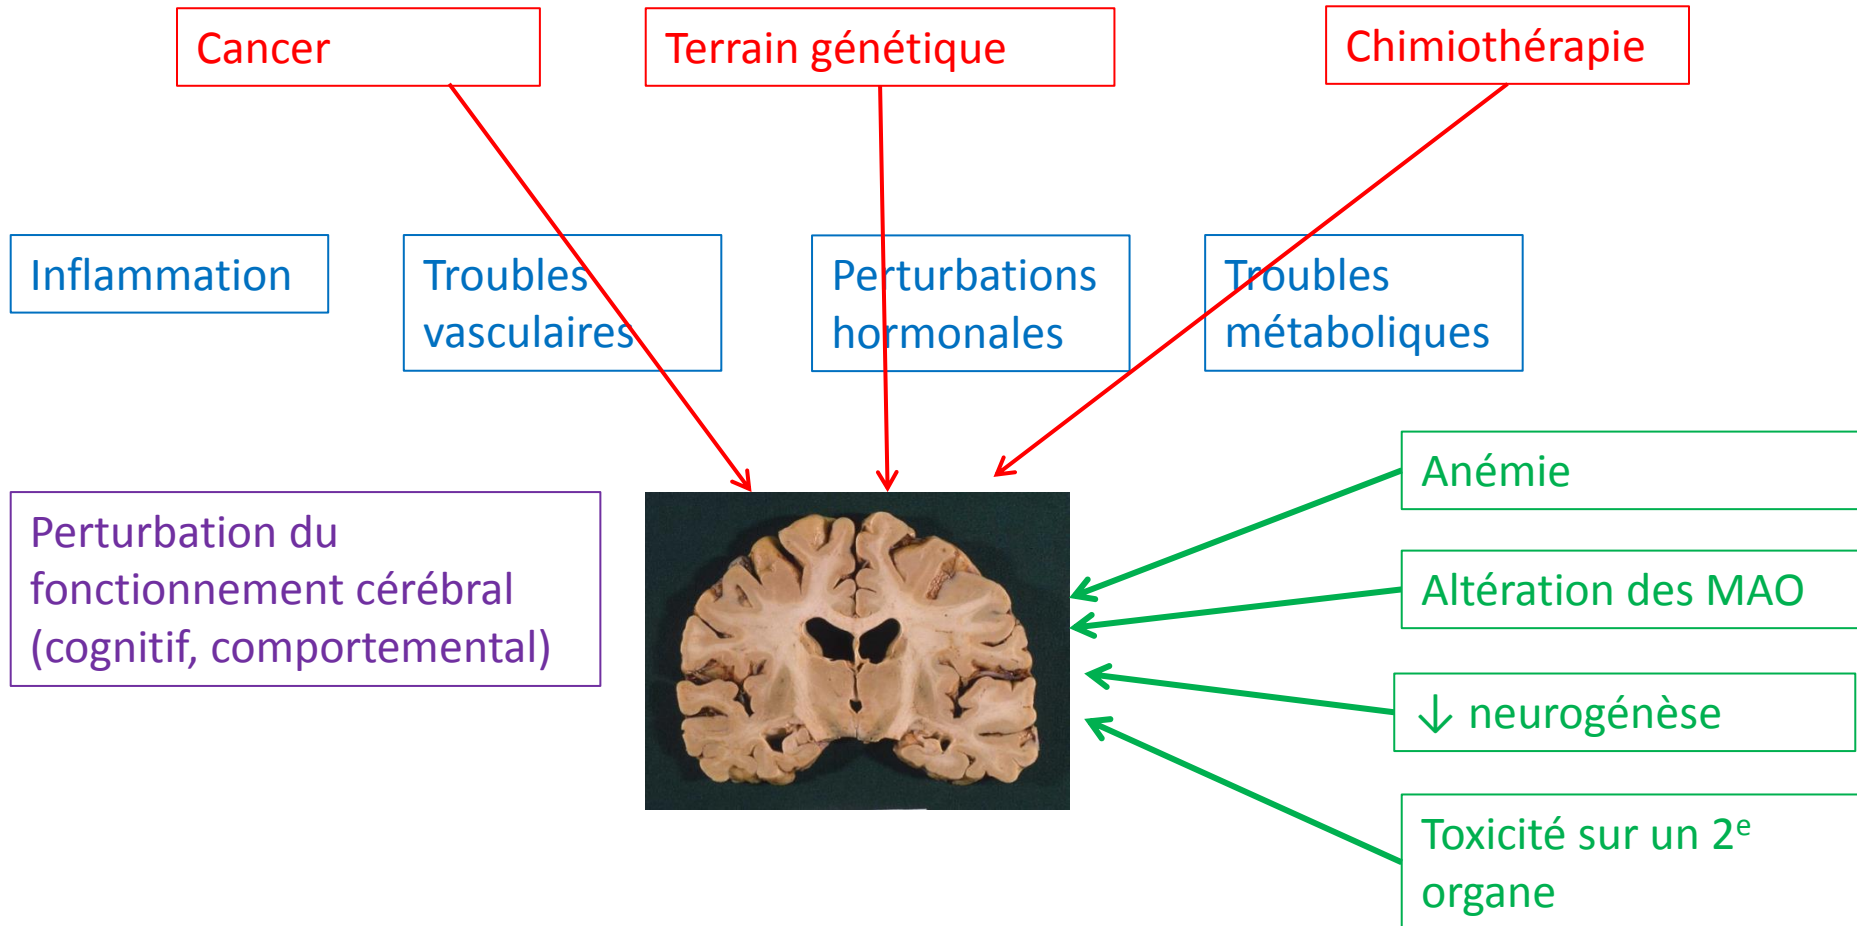 Cancer
Terrain génétique
Chimiothérapie
Inflammation
Troubles
vasculaires
Perturbations
hormonales
Troubles
métaboliques
Perturbation du
fonctionnement cérébral
(cognitif, comportemental)
Anémie
Altération des MAO
↓ neurogénèse
Toxicité sur un 2ᵉ
organe